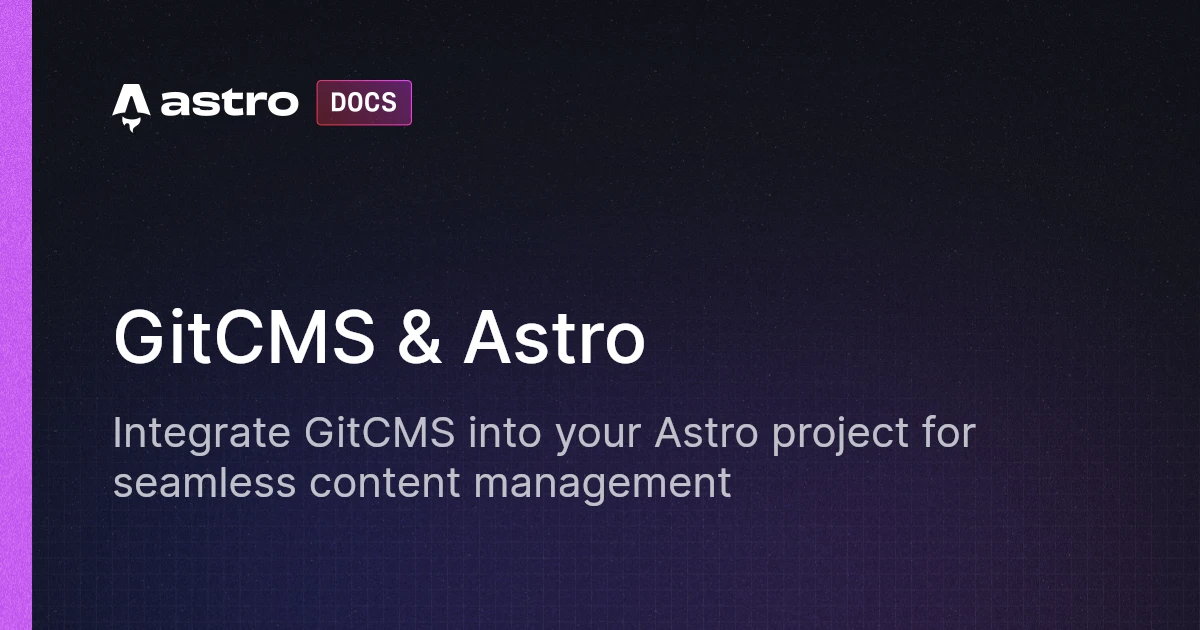 astro DOCS
GitCMS & Astro
Integrate GitCMS into your Astro project for
seamless content management